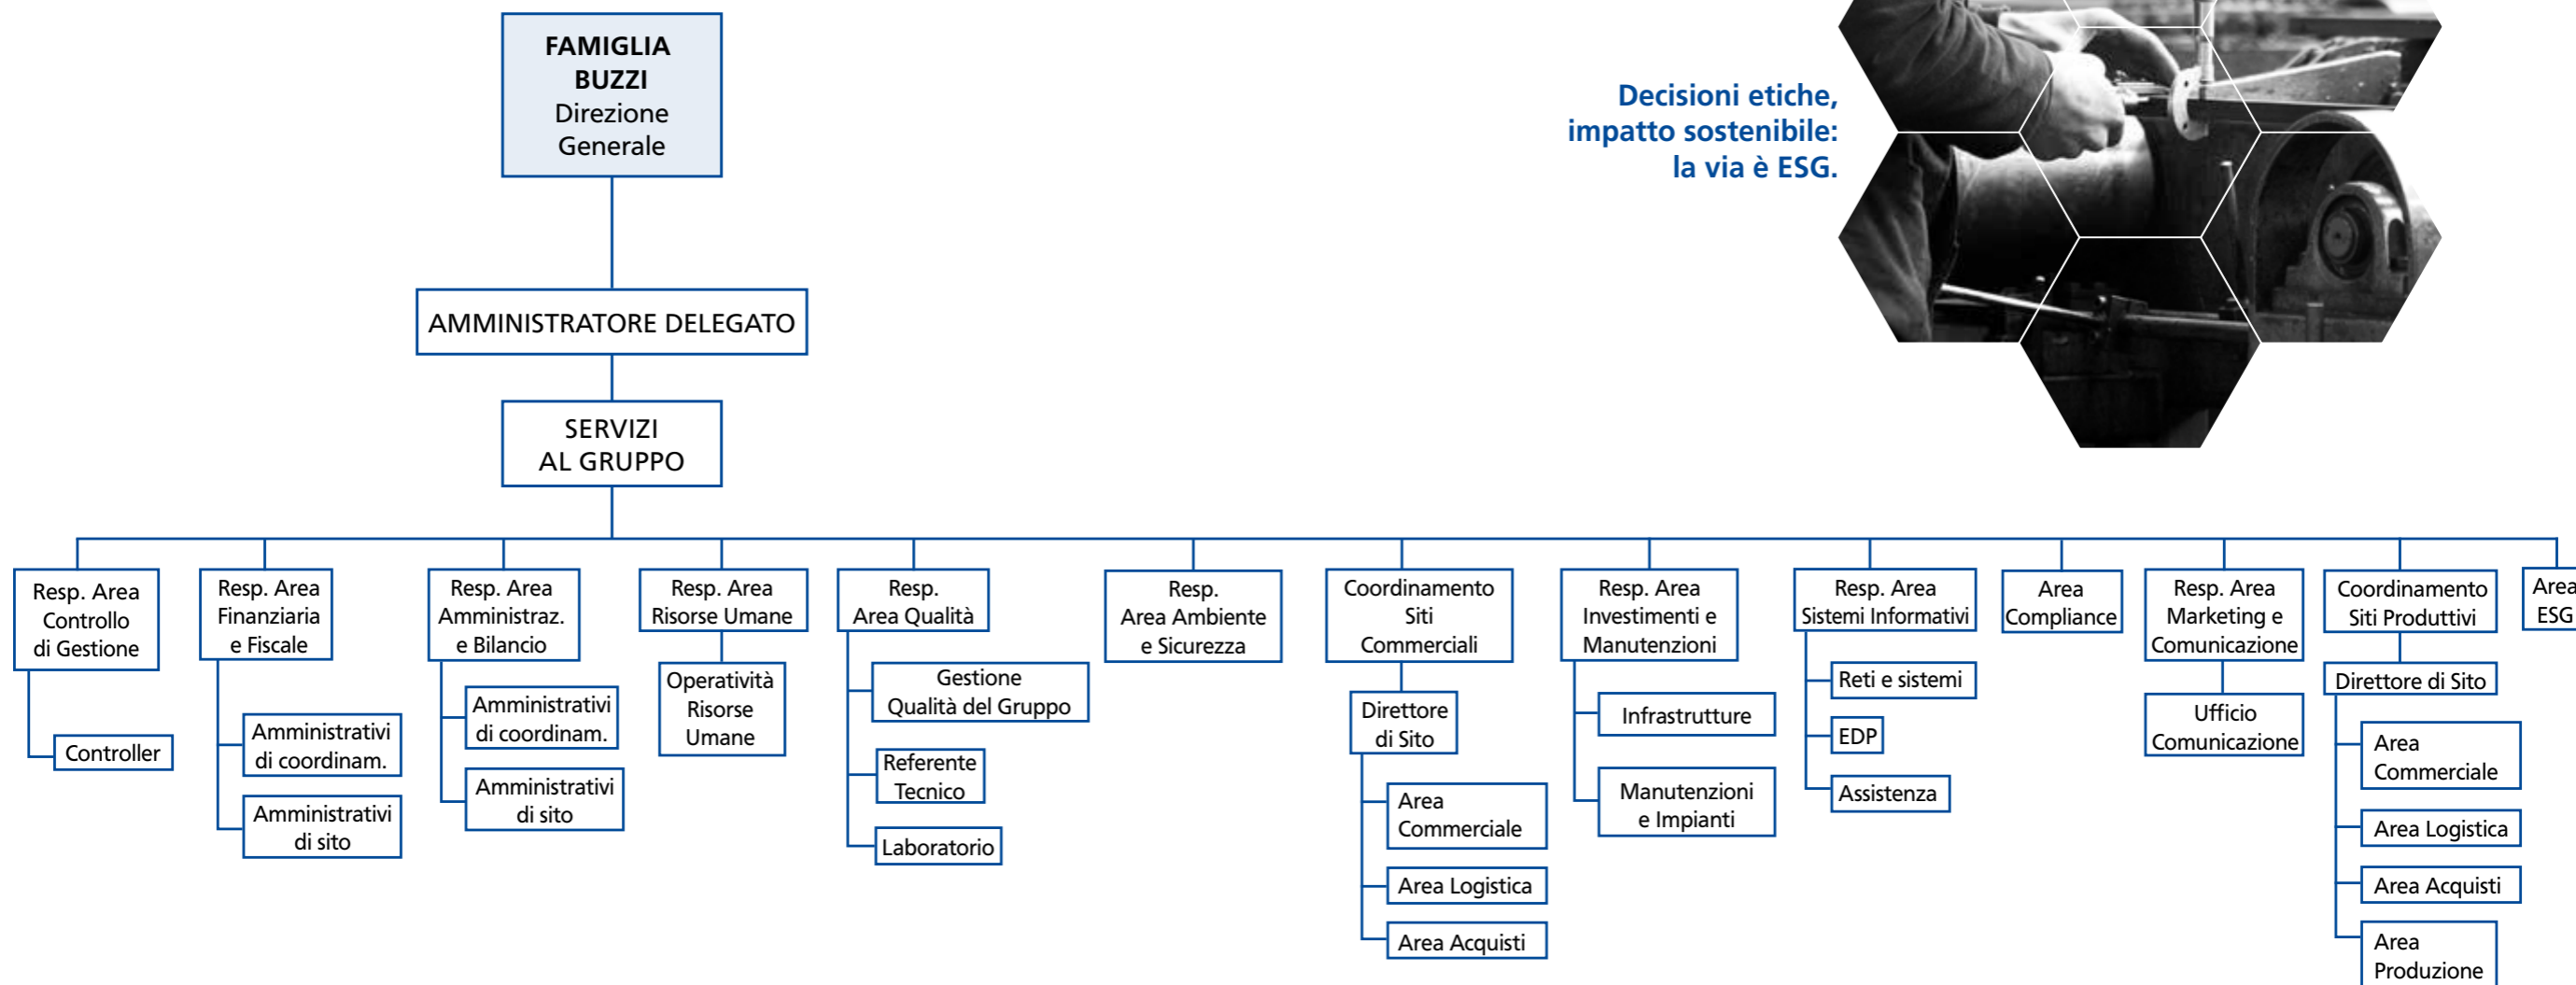 FAMIGLIA
BUZZI
Direzione
Generale
Decisioni etiche,
impatto sostenibile:
la via è ESG.
AMMINISTRATORE DELEGATO
SERVIZI
AL GRUPPO
Resp. Area
Controllo
di Gestione
Controller
Resp. Area
Finanziaria
e Fiscale
Amministrativi
di coordinam.
Amministrativi
di sito
Resp. Area
Amministraz.
e Bilancio
Amministrativi
di coordinam.
Amministrativi
di sito
Resp. Area
Risorse Umane
Operatività
Risorse
Umane
Resp.
Area Qualità
Gestione
Qualità del Gruppo
Referente
Tecnico
Laboratorio
Resp.
Area Ambiente
e Sicurezza
Coordinamento
Siti
Commerciali
Direttore
di Sito
Area
Commerciale
Area Logistica
Area Acquisti
Resp. Area
Investimenti e
Manutenzioni
Infrastrutture
Manutenzioni
e Impianti
Resp. Area
Sistemi Informativi
Reti e sistemi
EDP
Assistenza
Area
Compliance
Resp. Area
Marketing e
Comunicazione
Ufficio
Comunicazione
Coordinamento
Siti Produttivi
Direttore di Sito
Area
Commerciale
Area Logistica
Area Acquisti
Area
Produzione
Area
ESG